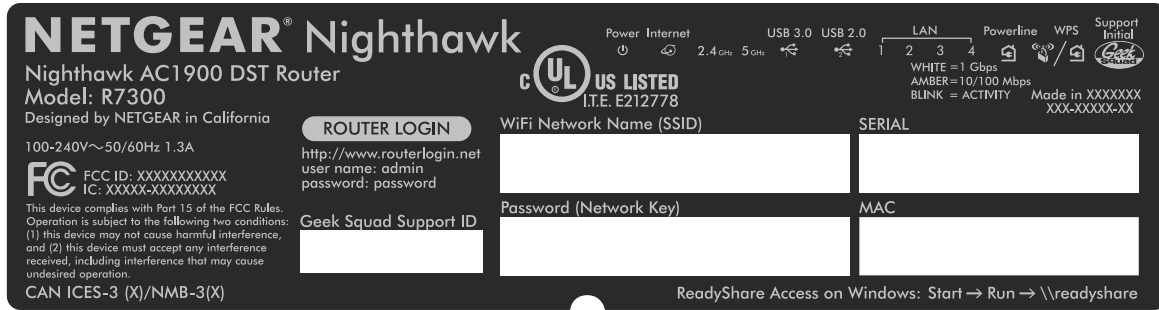 NETGEAR® Nighthawk
Nighthawk AC1900 DST Router
Model: R7300
Designed by NETGEAR in California
100-240V~50/60Hz 1.3A
FC FCC ID: XXXXXXXXXXX
IC: XXXXX-XXXXXXXX
This device complies with Part 15 of the FCC Rules.
Operation is subject to the following two conditions:
(1) this device may not cause harmful interference,
and (2) this device must accept any interference
received, including interference that may cause
undesired operation.
CAN ICES-3 (X)/NMB-3(X)
C UL US LISTED
I.T.E. E212778
ROUTER LOGIN
http://www.routerlogin.net
user name: admin
password: password
Geek Squad Support ID
Power Internet 2.4 GHz 5 GHz USB 3.0 USB 2.0
1 2
LAN
1 2 3 4
Powerline WPS
/
Support
Initial
Geek
Squad
WHITE =1 Gbps
AMBER=10/100 Mbps
BLINK = ACTIVITY
Made in XXXXXXX
XXX-XXXXX-XX
WiFi Network Name (SSID)
SERIAL
Password (Network Key)
MAC
ReadyShare Access on Windows: Start → Run → \\readyshare